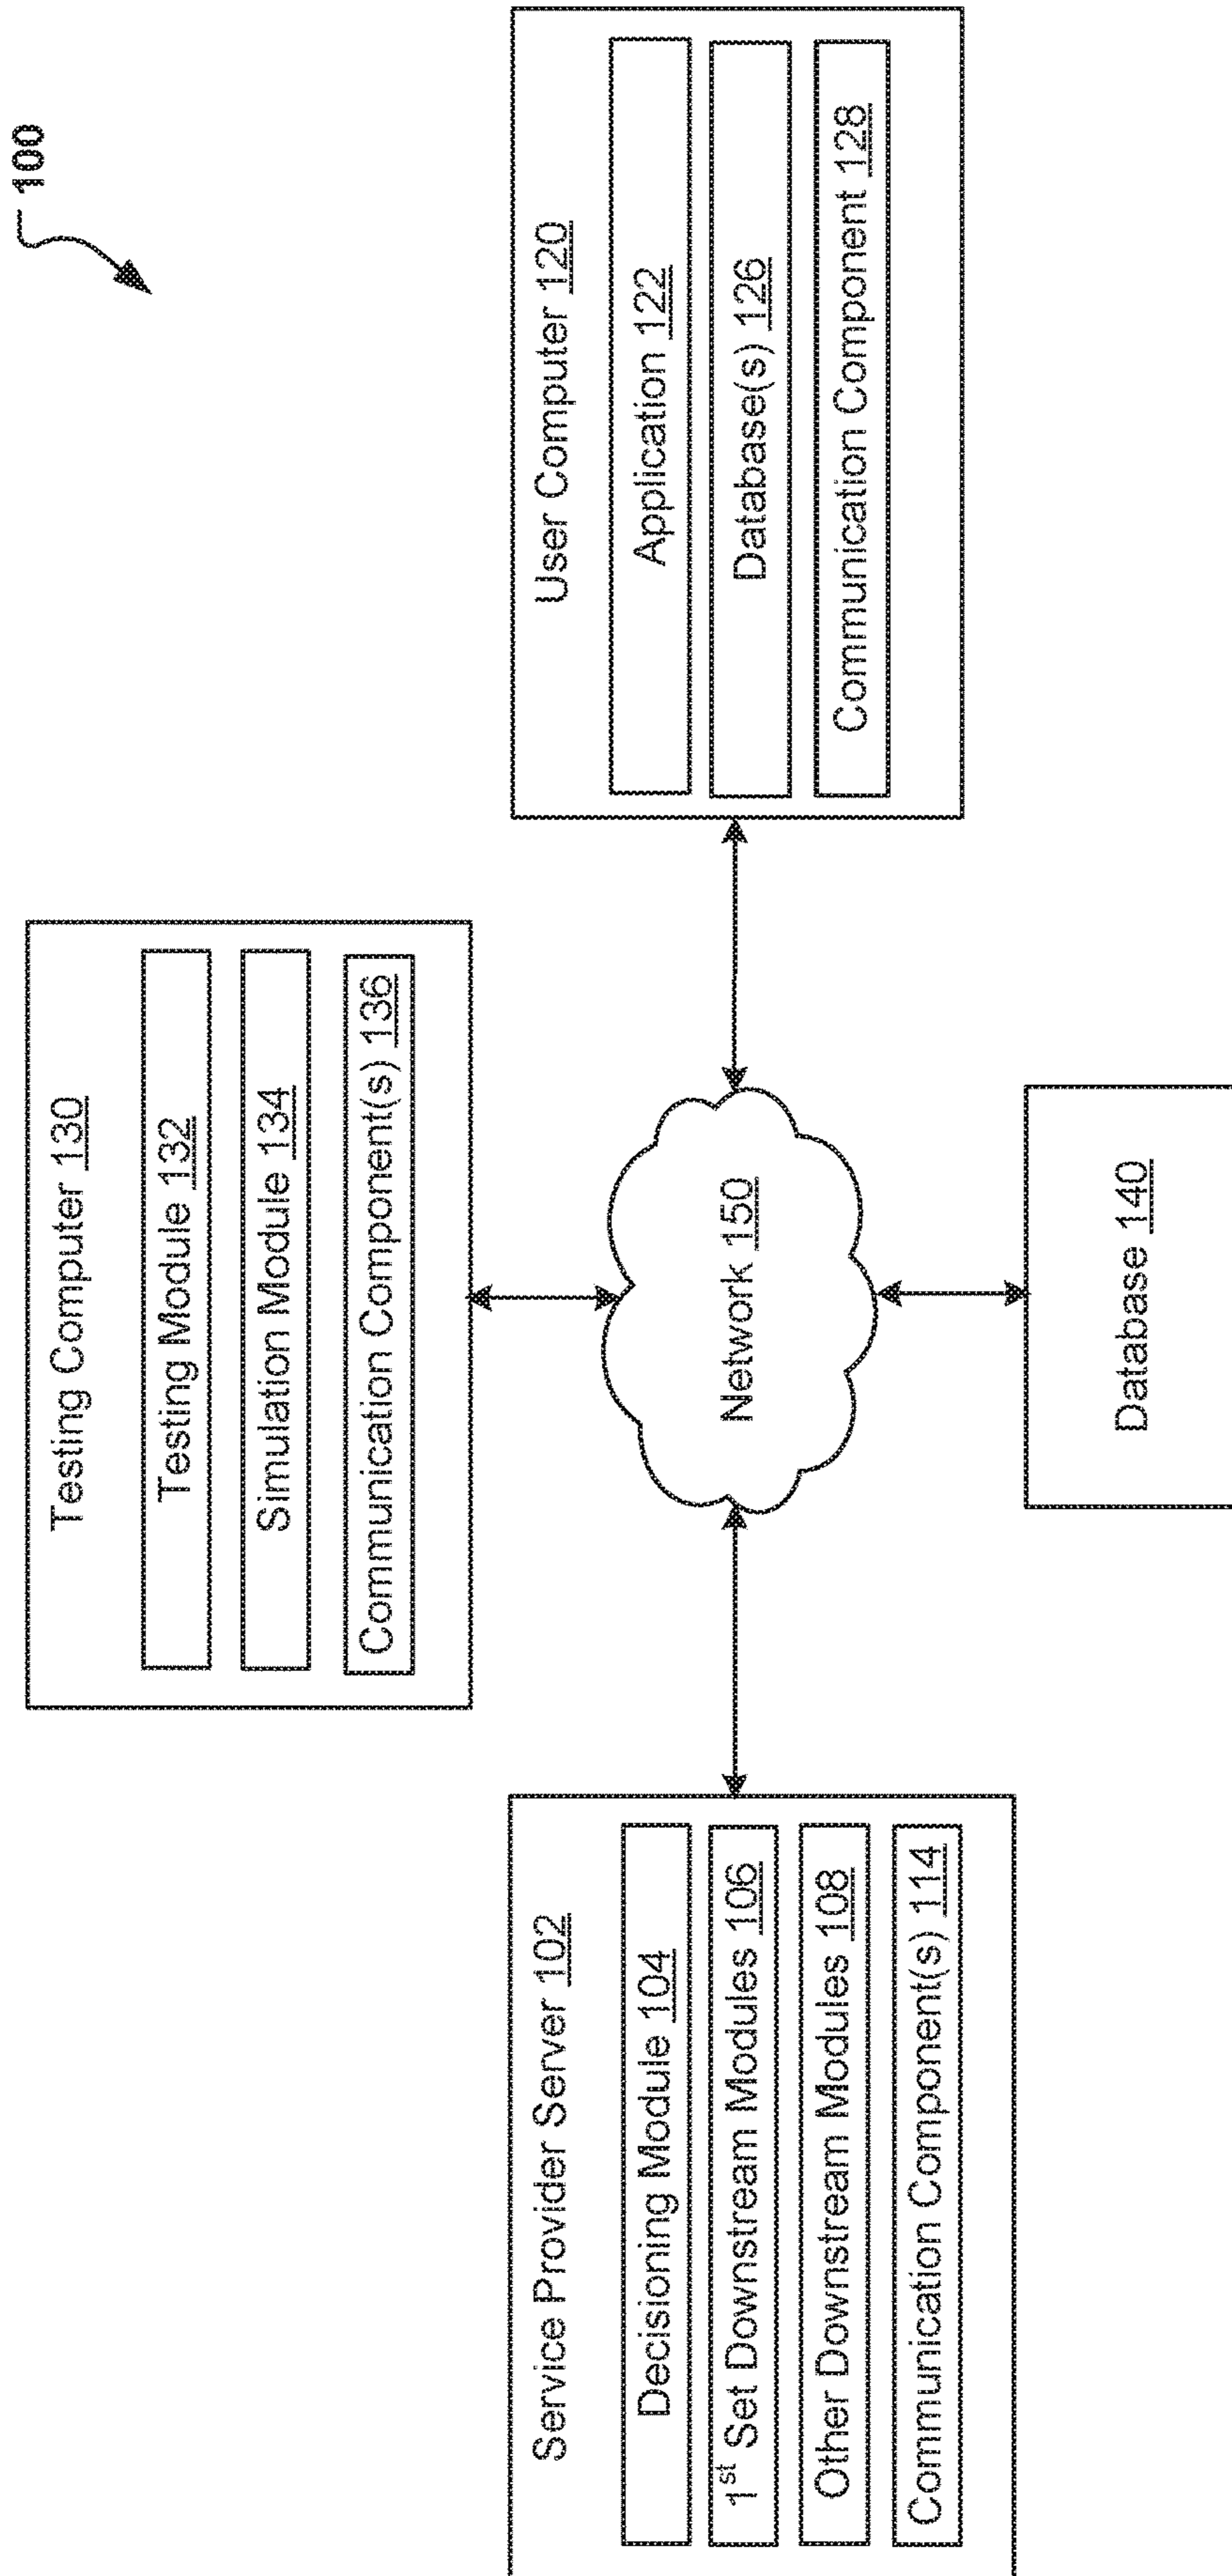 100
Testing Computer 130
Testing Module 132
Simulation Module 134
Communication Component(s) 136
Service Provider Server 102
Decisioning Module 104
1st Set Downstream Modules 106
Other Downstream Modules 108
Communication Component(s) 114
Network 150
User Computer 120
Application 122
Database(s) 126
Communication Component 128
Database 140